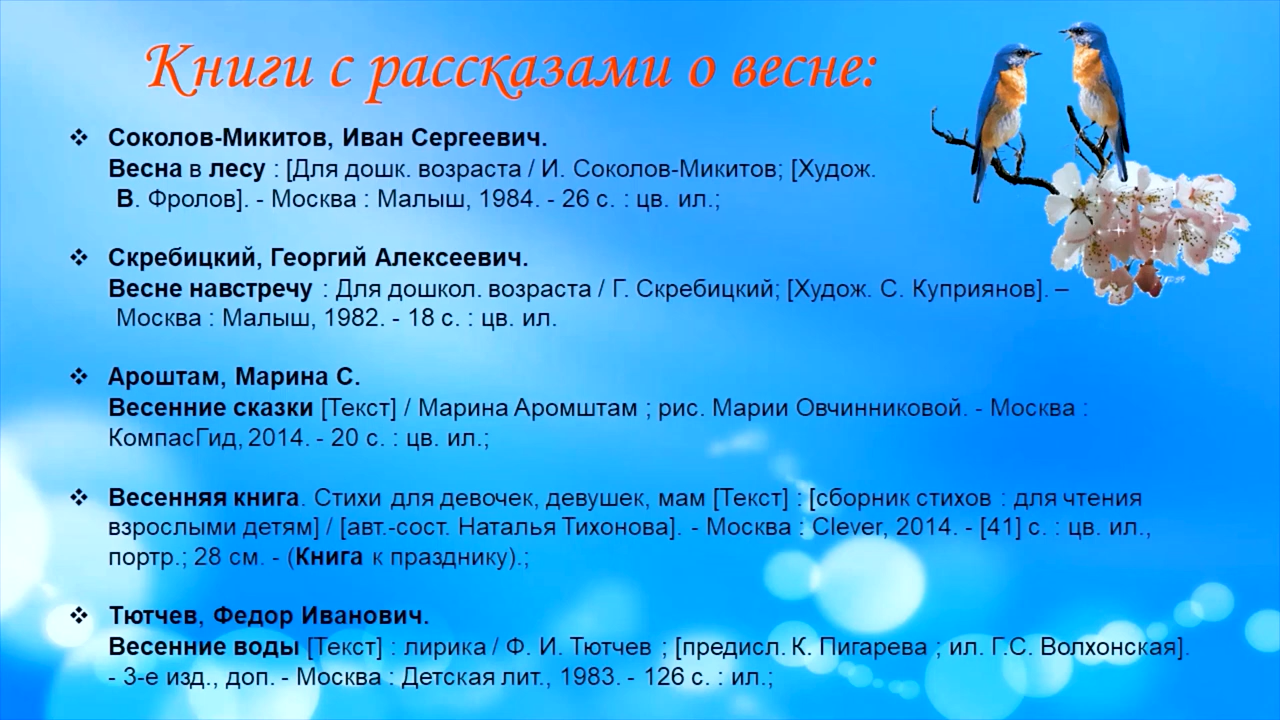 Книги с рассказами о весне:
❖ Соколов-Микитов, Иван Сергеевич.
Весна в лесу : [Для дошк. возраста / И. Соколов-Микитов; [Худож.
В. Фролов]. - Москва : Малыш, 1984. - 26 с. : цв. ил.;
❖ Скребицкий, Георгий Алексеевич.
Весне навстречу : Для дошкол. возраста / Г. Скребицкий; [Худож. С. Куприянов]. –
Москва : Малыш, 1982. - 18 с. : цв. ил.
❖Ароштам, Марина С.
Весенние сказки [Текст] / Марина Аромштам ; рис. Марии Овчинниковой. - Москва :
КомпасГид, 2014. - 20 с. : цв. ил.;
❖ Весенняя книга. Стихи для девочек, девушек, мам [Текст] : [сборник стихов : для чтения
взрослыми детям] / [авт.-сост. Наталья Тихонова]. - Москва : Clever, 2014. - [41] с. : цв. ил.,
портр.; 28 см. - (Книга к празднику).;
❖ Тютчев, Федор Иванович.
Весенние воды [Текст] : лирика / Ф. И. Тютчев ; [предисл. К. Пигарева ; ил. Г.С. Волхонская].
- 3-е изд., доп. - Москва : Детская лит., 1983. - 126 с. : ил.;